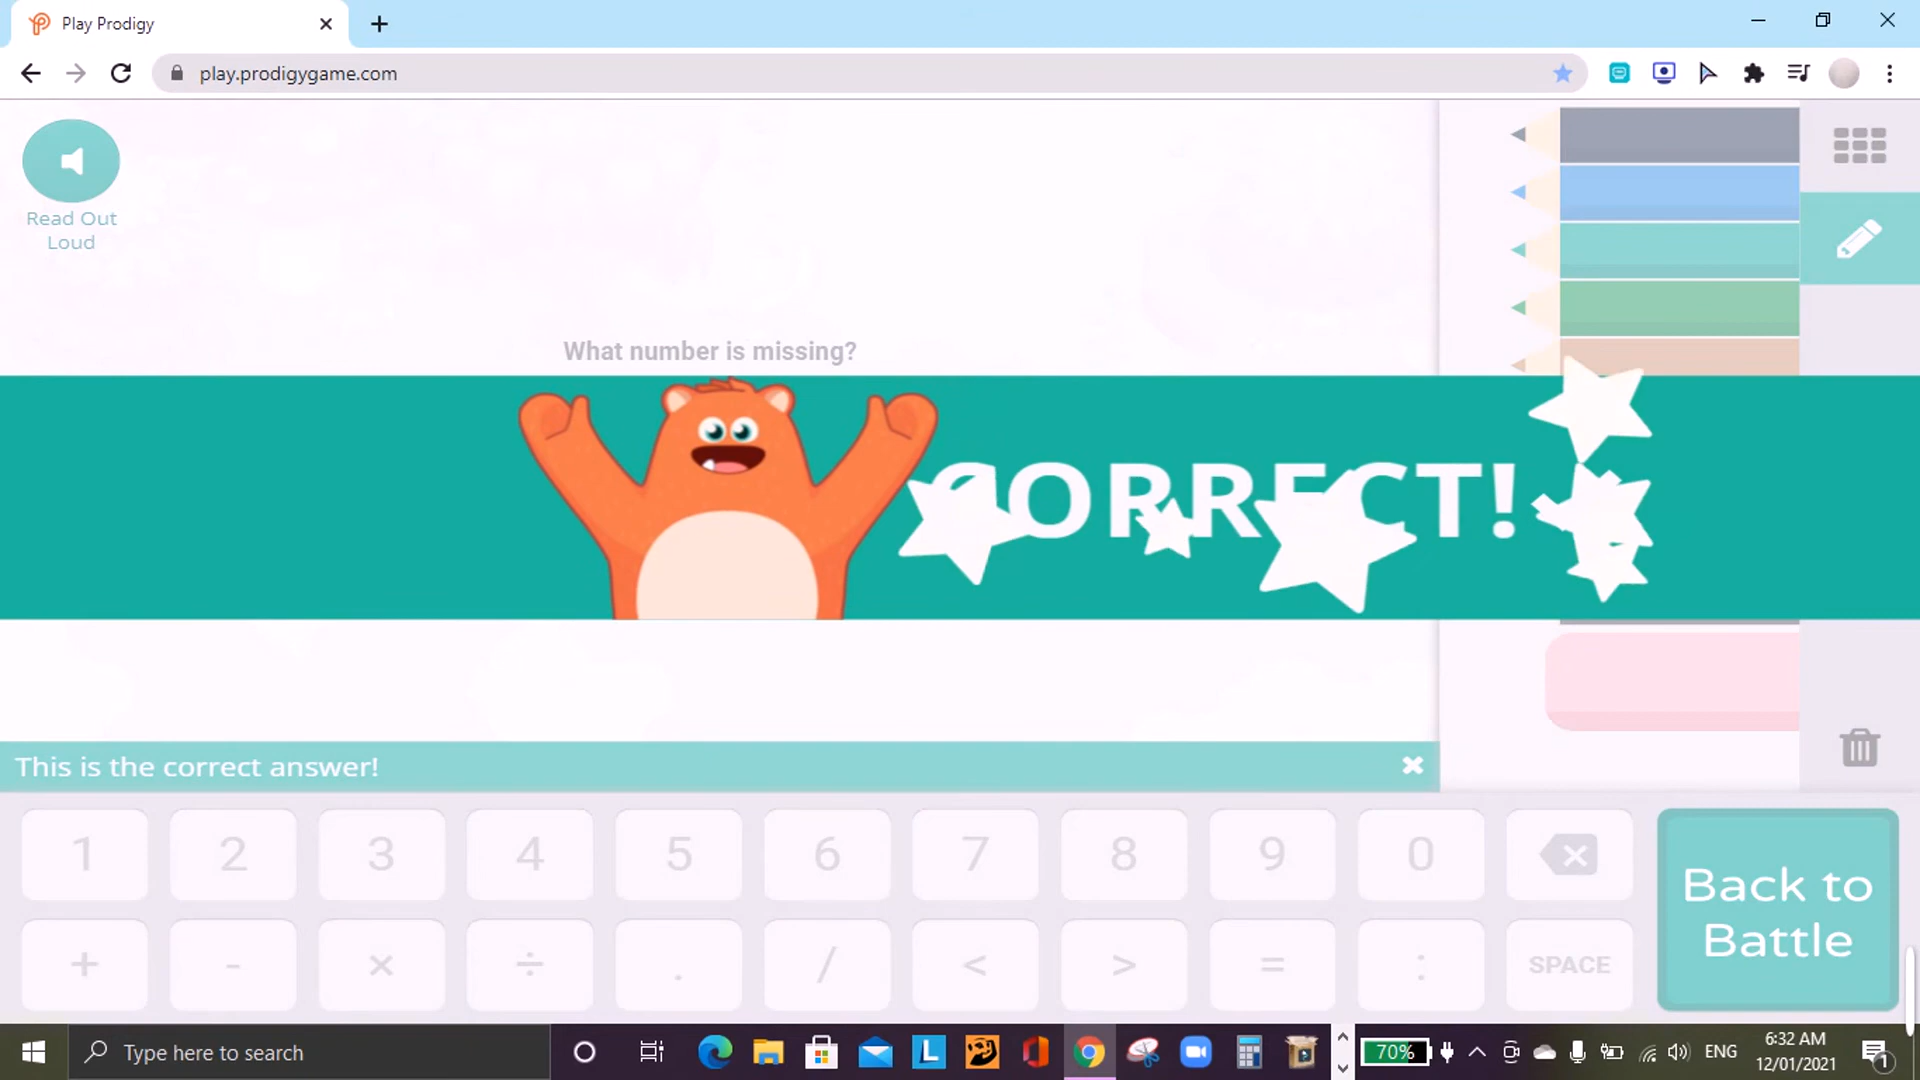 Play Prodigy
play.prodigygame.com
Read Out
Loud
What number is missing?
CORRECT!
This is the correct answer!
1 2 3 4 5 6 7 8 9 0
+ - × ÷ . / < > = : SPACE
Back to
Battle
Type here to search
70%
ENG
6:32 AM
12/01/2021
1